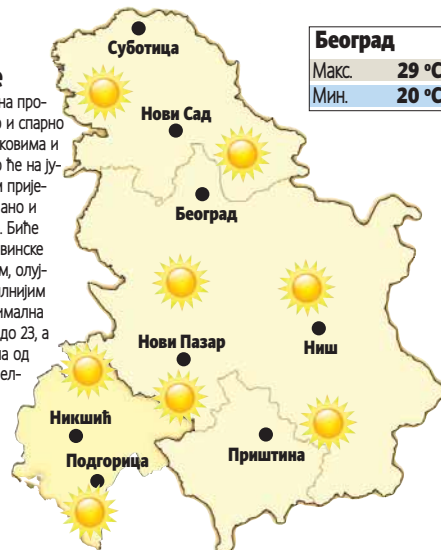 е
на про-
о и спарно
ковима и
о ће на ју-
м прије-
ано и
. Биће
винске
м, олуј-
лнијим
имална
до 23, а
на од
ел-
Суботица
Нови Сад
Београд
Нови Пазар
Ниш
Никшић
Подгорица
Приштина
Београд
Макс. 29 °C
Мин. 20 °C